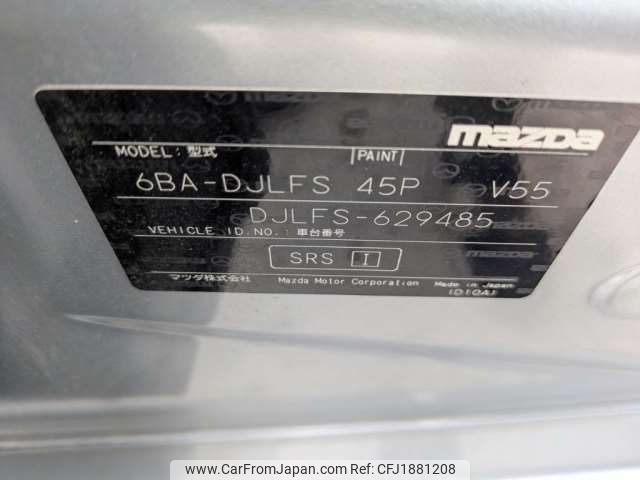 mazda
MODEL : 型式 PAINT
6BA-DJLFS 45P V55
DJLFS-629485
VEHICLE ID.NO. : 車台番号
SRS I
マツダ株式会社 Mazda Motor Corporation Made in Japan
(D10A)
www.CarFromJapan.com Car Ref No. CFJ1881208